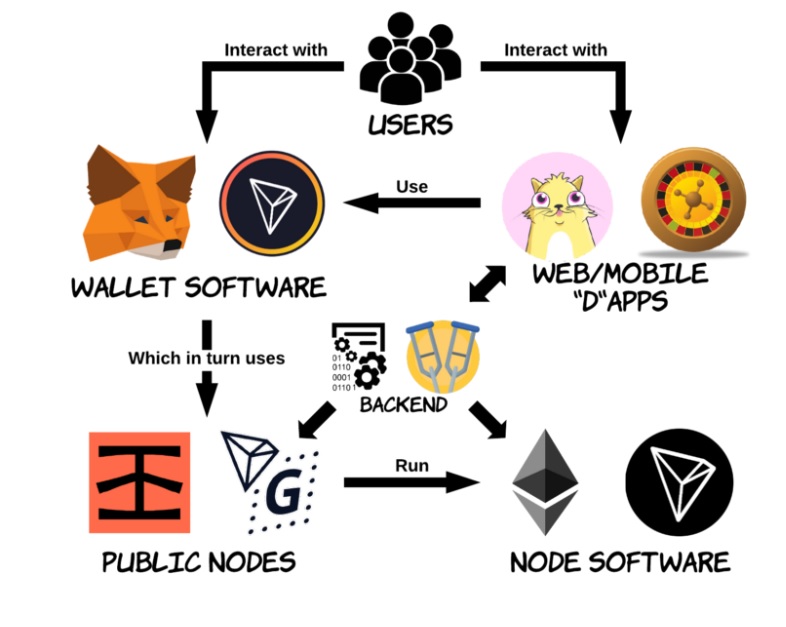 Interact with
Interact with
USERS
Use
WALLET SOFTWARE
WEB/MOBILE
"D"APPS
Which in turn uses
01
0110
0001
01101
BACKEND
G
Run
PUBLIC NODES
NODE SOFTWARE